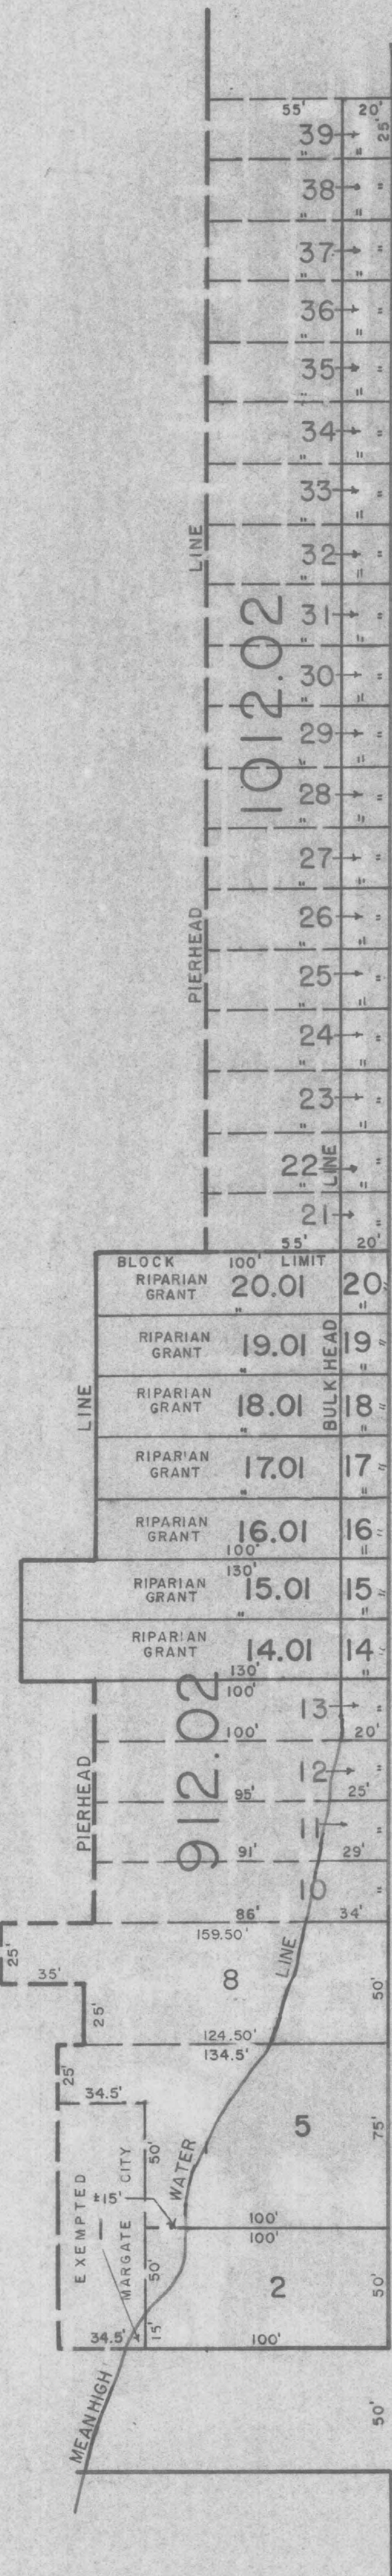 55' 20'
39 25'
" "
38 "
" "
37 "
" "
36 "
" "
35 "
" "
34 "
" "
33 "
" "
LINE
32 "
" "
1012.02
31 "
" "
30 "
" "
29 "
" "
28 "
" "
27 "
" "
PIERHEAD
26 "
" "
25 "
" "
24 "
" "
23 "
" "
22 LINE "
" "
21 "
55' 20'
BLOCK 100' LIMIT
RIPARIAN
GRANT 20.01 20 "
" "
RIPARIAN
GRANT 19.01 BULK HEAD 19 "
" "
LINE
RIPARIAN
GRANT 18.01 18 "
" "
RIPARIAN
GRANT 17.01 17 "
" "
RIPARIAN
GRANT 16.01 16 "
100' "
130'
RIPARIAN
GRANT 15.01 15 "
" "
RIPARIAN
GRANT 14.01 14 "
130' "
100'
912.02
13 "
100' 20'
PIERHEAD
12 "
95' 25'
11 "
91' 29'
10 "
86' 34'
159.50'
25'
LINE
35' 8 50'
25'
124.50'
134.5'
25'
34.5'
5 75'
50'
WATER
EXEMPTED
MARGATE CITY
15'
100'
100'
50'
2 50'
15'
34.5' 100'
MEAN HIGH
50'